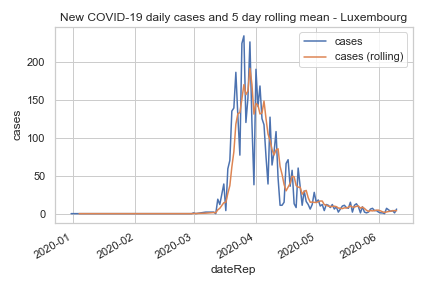 New COVID-19 daily cases and 5 day rolling mean - Luxembourg
cases
cases (rolling)
200
150
100
50
0
cases
2020-01
2020-02
2020-03
2020-04
2020-05
2020-06
dateRep